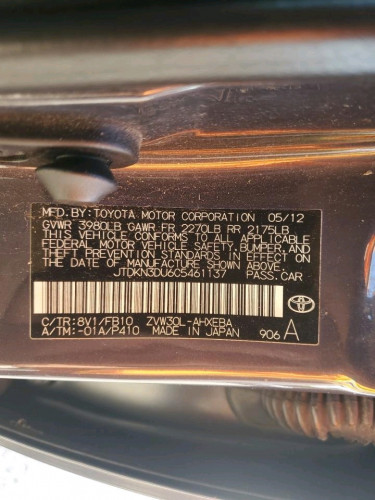 MFD.BY:TOYOTA MOTOR CORPORATION 05/12
GVWR 3980LB GAWR FR 2270LB RR 2175LB
THIS VEHICLE CONFORMS TO ALL APPLICABLE
FEDERAL MOTOR VEHICLE SAFETY,BUMPER,AND
THEFT PREVENTION STANDARDS IN EFFECT ON
THE DATE OF MANUFACTURE SHOWN ABOVE.
JTDKN3DU605461137 PASS.CAR
C/TR:8V1/FB10 ZVW30L-AHXEBA
A/TM:-01A/P410 MADE IN JAPAN 906 A